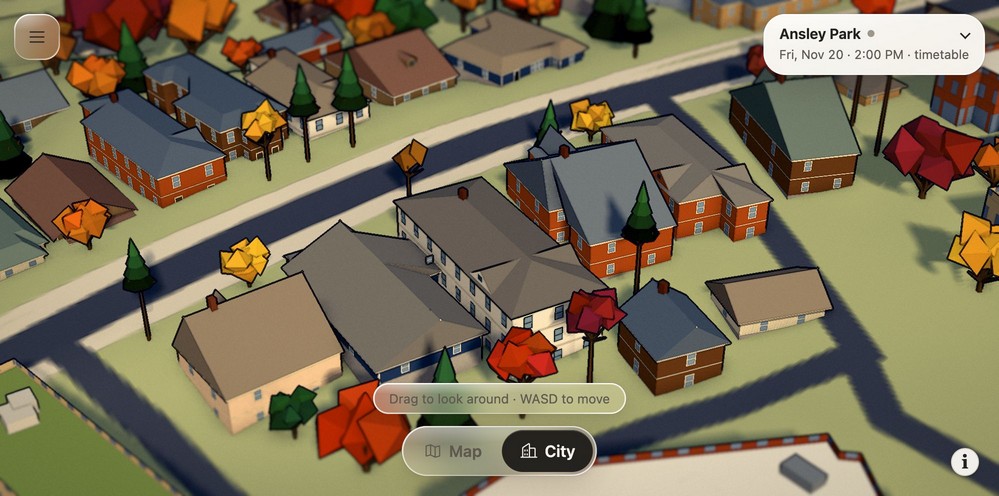 Ansley Park
Fri, Nov 20 · 2:00 PM · timetable
Drag to look around · WASD to move
Map
City
i